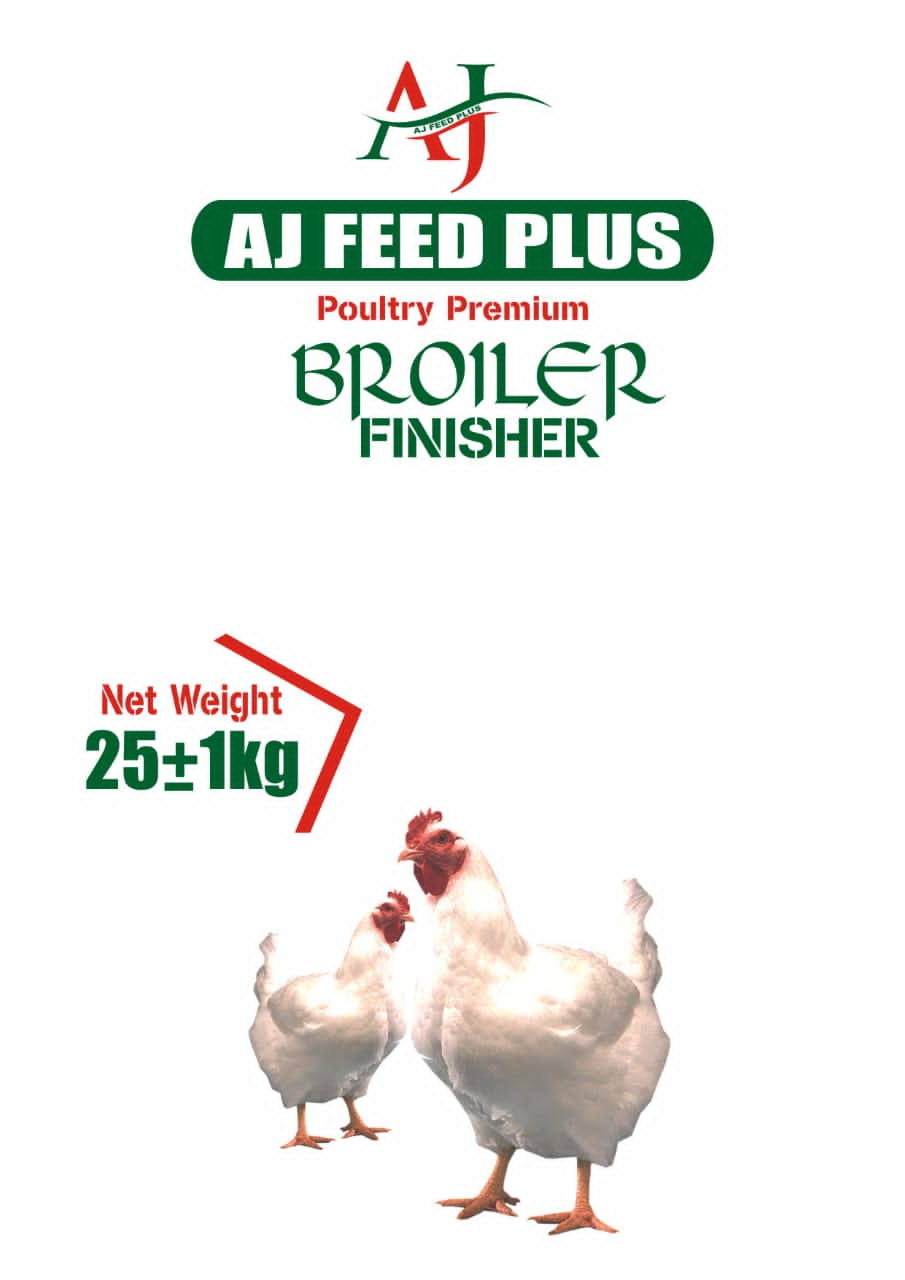 AJ
AJ FEED PLUS
AJ FEED PLUS
Poultry Premium
BROILER
FINISHER
Net Weight
25±1kg